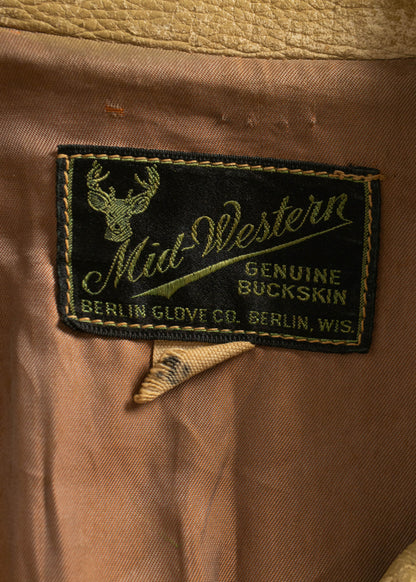 Mid-Western
GENUINE
BUCKSKIN
BERLIN GLOVE CO. BERLIN, WIS.